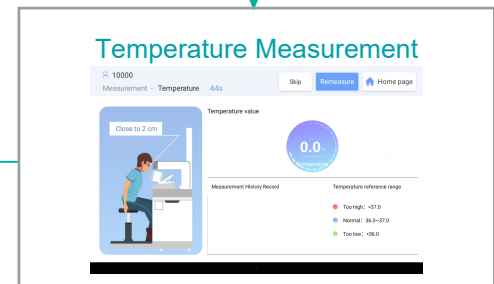 Temperature Measurement
10000
Measurement - Temperature 44s
Skip
Remeasure
Home page
Close to 2 cm
Temperature value
0.0
Temperature
Measurement History Record
Temperature reference range
Too high: >37.0
Normal: 36.0~37.0
Too low: <36.0